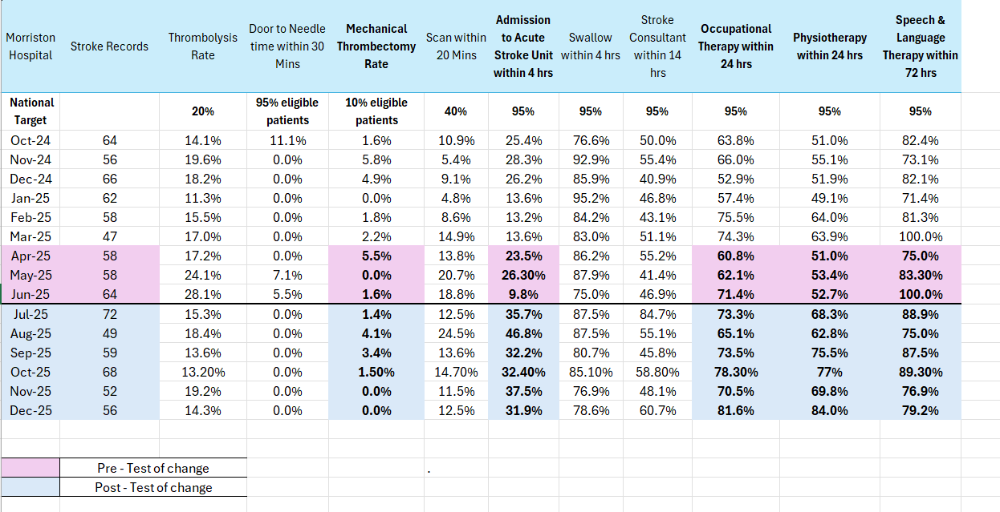 Morriston Hospital Stroke Records Thrombolysis Rate Door to Needle time within 30 Mins Mechanical Thrombectomy Rate Scan within 20 Mins Admission to Acute Stroke Unit within 4 hrs Swallow within 4 hrs Stroke Consultant within 14 hrs Occupational Therapy within 24 hrs Physiotherapy within 24 hrs Speech & Language Therapy within 72 hrs
National Target 20% 95% eligible patients 10% eligible patients 40% 95% 95% 95% 95% 95% 95%
Oct-24 64 14.1% 11.1% 1.6% 10.9% 25.4% 76.6% 50.0% 63.8% 51.0% 82.4%
Nov-24 56 19.6% 0.0% 5.8% 5.4% 28.3% 92.9% 55.4% 66.0% 55.1% 73.1%
Dec-24 66 18.2% 0.0% 4.9% 9.1% 26.2% 85.9% 40.9% 52.9% 51.9% 82.1%
Jan-25 62 11.3% 0.0% 0.0% 4.8% 13.6% 95.2% 46.8% 57.4% 49.1% 71.4%
Feb-25 58 15.5% 0.0% 1.8% 8.6% 13.2% 84.2% 43.1% 75.5% 64.0% 81.3%
Mar-25 47 17.0% 0.0% 2.2% 14.9% 13.6% 83.0% 51.1% 74.3% 63.9% 100.0%
Apr-25 58 17.2% 0.0% 5.5% 13.8% 23.5% 86.2% 55.2% 60.8% 51.0% 75.0%
May-25 58 24.1% 7.1% 0.0% 20.7% 26.30% 87.9% 41.4% 62.1% 53.4% 83.30%
Jun-25 64 28.1% 5.5% 1.6% 18.8% 9.8% 75.0% 46.9% 71.4% 52.7% 100.0%
Jul-25 72 15.3% 0.0% 1.4% 12.5% 35.7% 87.5% 84.7% 73.3% 68.3% 88.9%
Aug-25 49 18.4% 0.0% 4.1% 24.5% 46.8% 87.5% 55.1% 65.1% 62.8% 75.0%
Sep-25 59 13.6% 0.0% 3.4% 13.6% 32.2% 80.7% 45.8% 73.5% 75.5% 87.5%
Oct-25 68 13.20% 0.0% 1.50% 14.70% 32.40% 85.10% 58.80% 78.30% 77% 89.30%
Nov-25 52 19.2% 0.0% 0.0% 11.5% 37.5% 76.9% 48.1% 70.5% 69.8% 76.9%
Dec-25 56 14.3% 0.0% 0.0% 12.5% 31.9% 78.6% 60.7% 81.6% 84.0% 79.2%
Pre - Test of change .
Post - Test of change